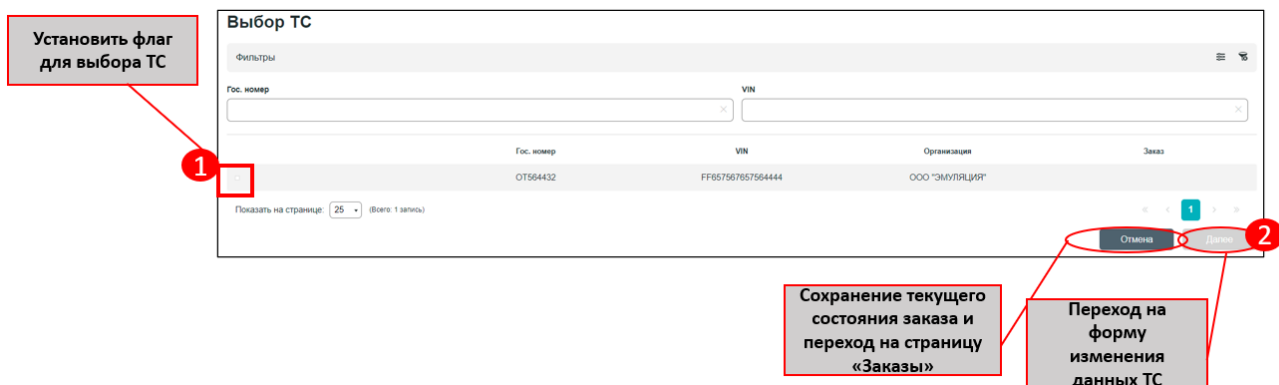 Установить флаг
для выбора ТС
Выбор ТС
Фильтры
Гос. номер
VIN
Гос. номер VIN Организация Заказ
1
ОТ564432 FF657567657564444 ООО "ЭМУЛЯЦИЯ"
Показать на странице: 25 (Всего: 1 запись)
« < 1 > »
Отмена Далее 2
Сохранение текущего
состояния заказа и
переход на страницу
«Заказы»
Переход на
форму
изменения
данных ТС